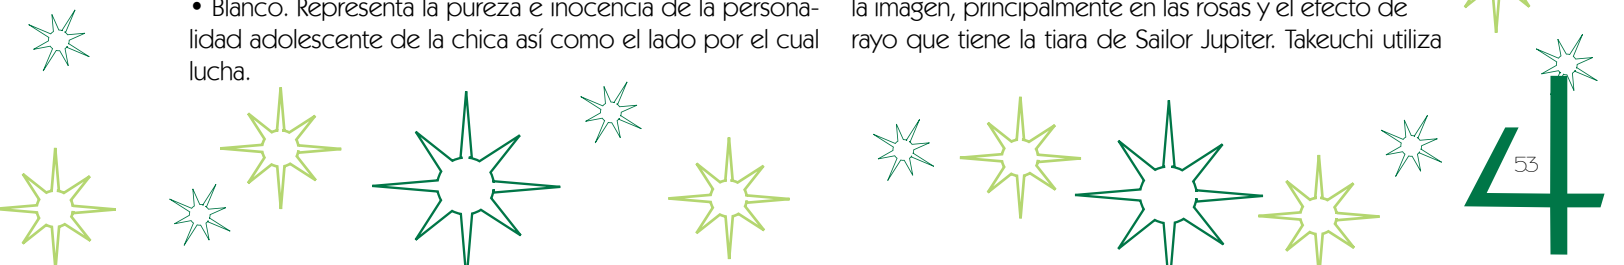 • Blanco. Representa la pureza e inocencia de la persona-
lidad adolescente de la chica así como el lado por el cual
lucha.
la imagen, principalmente en las rosas y el efecto de
rayo que tiene la tiara de Sailor Jupiter. Takeuchi utiliza
4
53